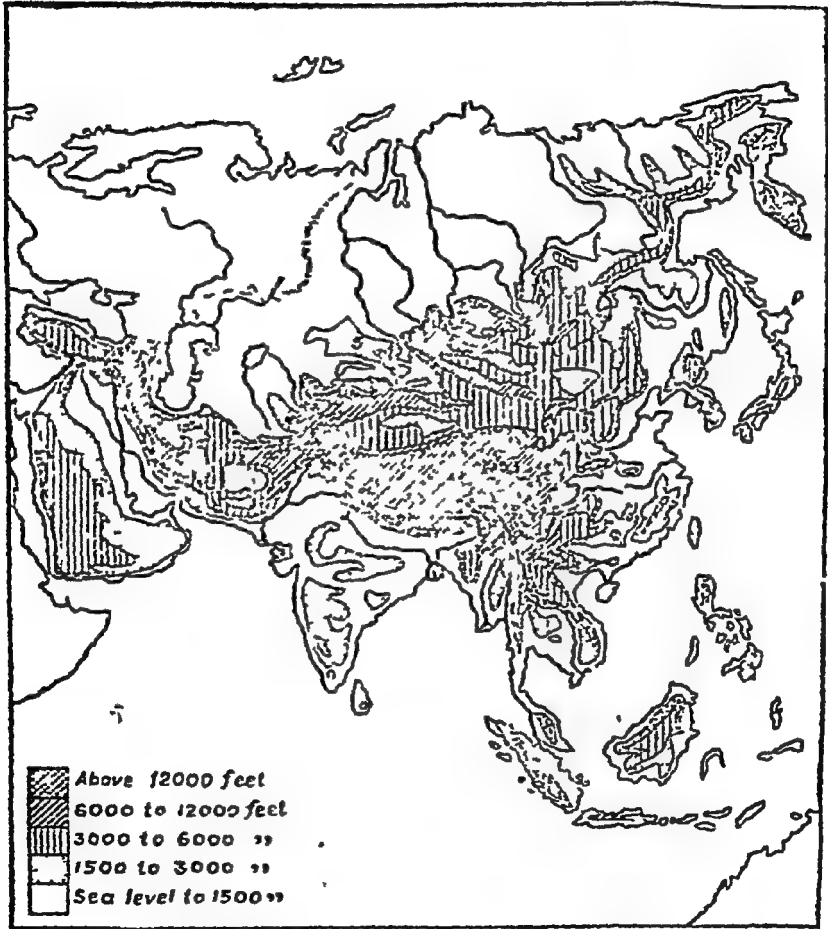 Above 12000 feet
6000 to 12000 feet
3000 to 6000 "
1500 to 3000 "
Sea level to 1500 "